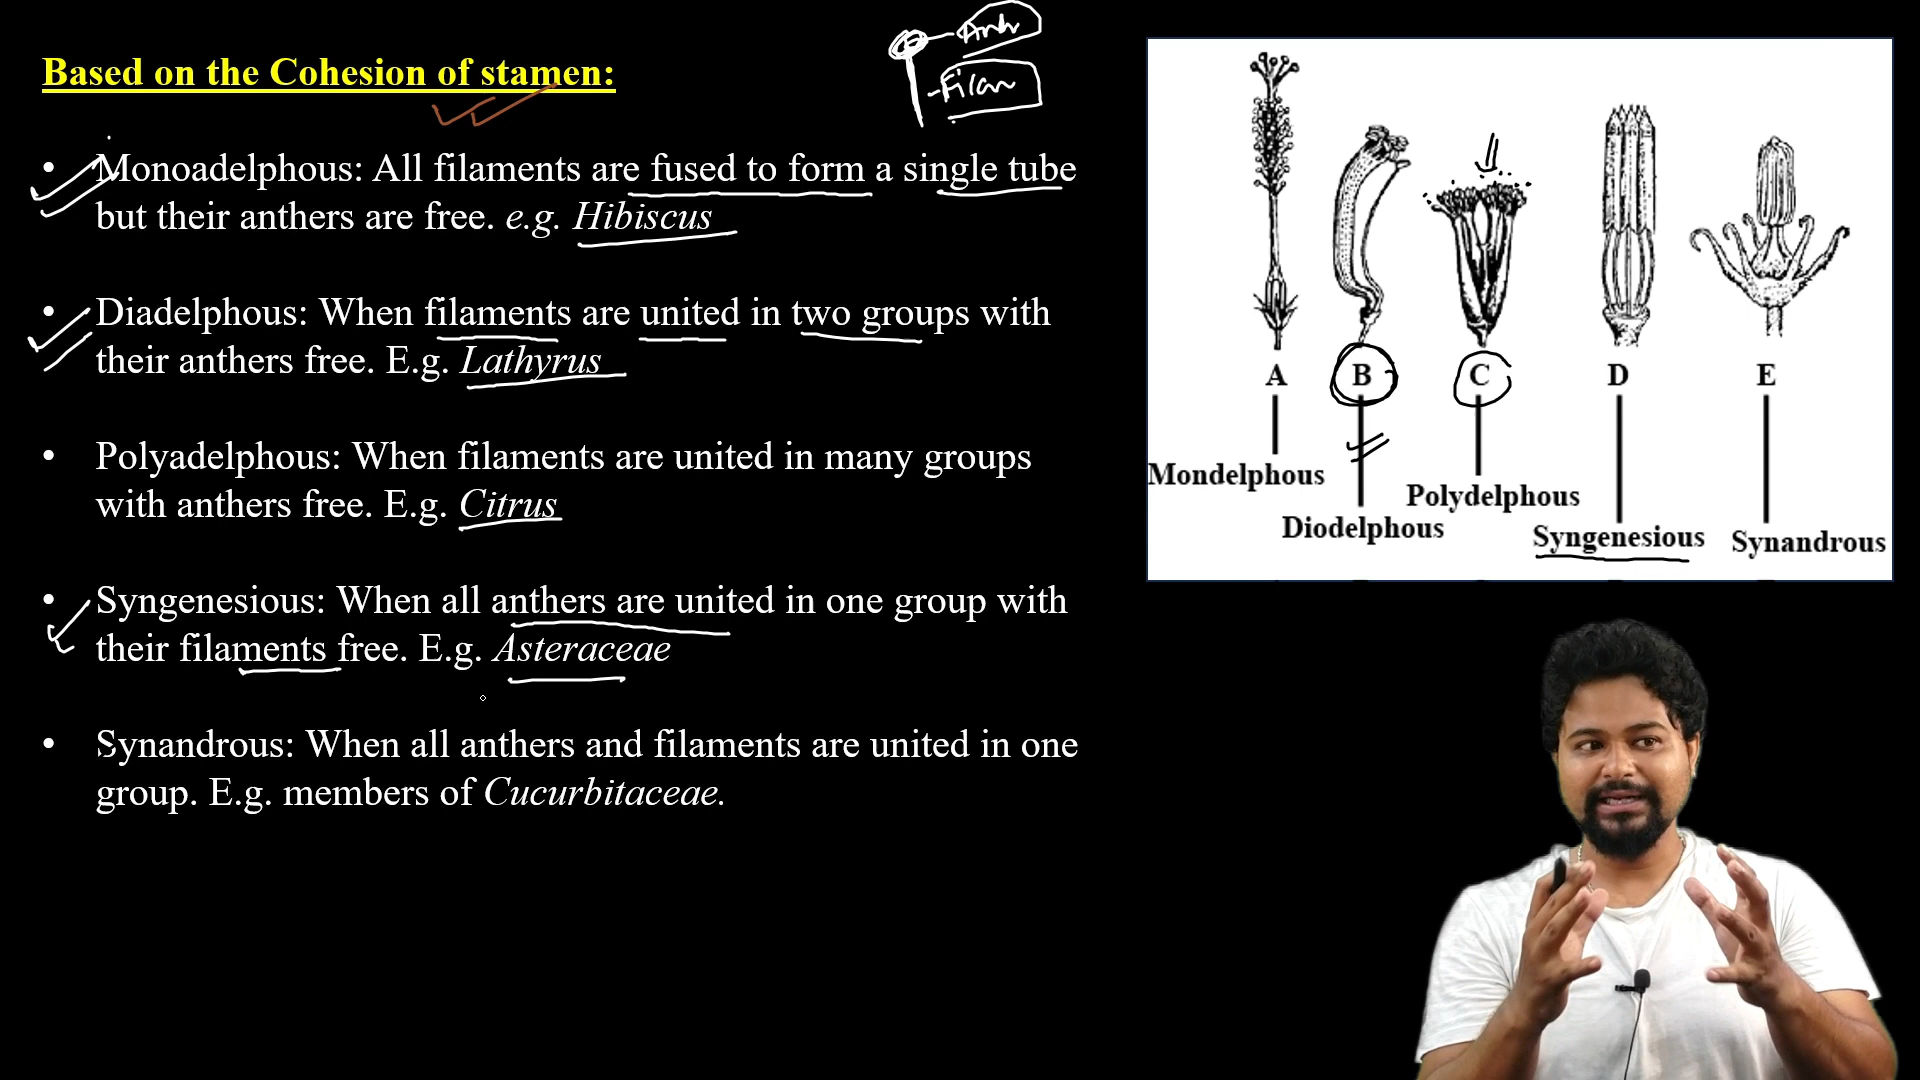 Based on the Cohesion of stamen:
Anth
Filam
• Monoadelphous: All filaments are fused to form a single tube
but their anthers are free. e.g. Hibiscus
• Diadelphous: When filaments are united in two groups with
their anthers free. E.g. Lathyrus
• Polyadelphous: When filaments are united in many groups
with anthers free. E.g. Citrus
• Syngenesious: When all anthers are united in one group with
their filaments free. E.g. Asteraceae
• Synandrous: When all anthers and filaments are united in one
group. E.g. members of Cucurbitaceae.
A B C D E
Mondelphous
Polydelphous
Diodelphous
Syngenesious
Synandrous